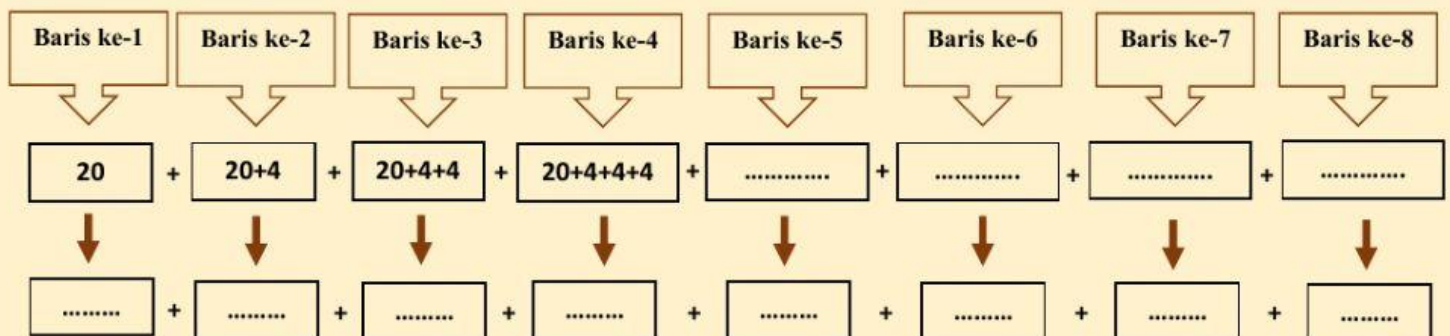 Baris ke-1 Baris ke-2 Baris ke-3 Baris ke-4 Baris ke-5 Baris ke-6 Baris ke-7 Baris ke-8
20 + 20+4 + 20+4+4 + 20+4+4+4 + ............. + ............. + ............. + .............
......... + ......... + ......... + ......... + ......... + ......... + ......... + .........